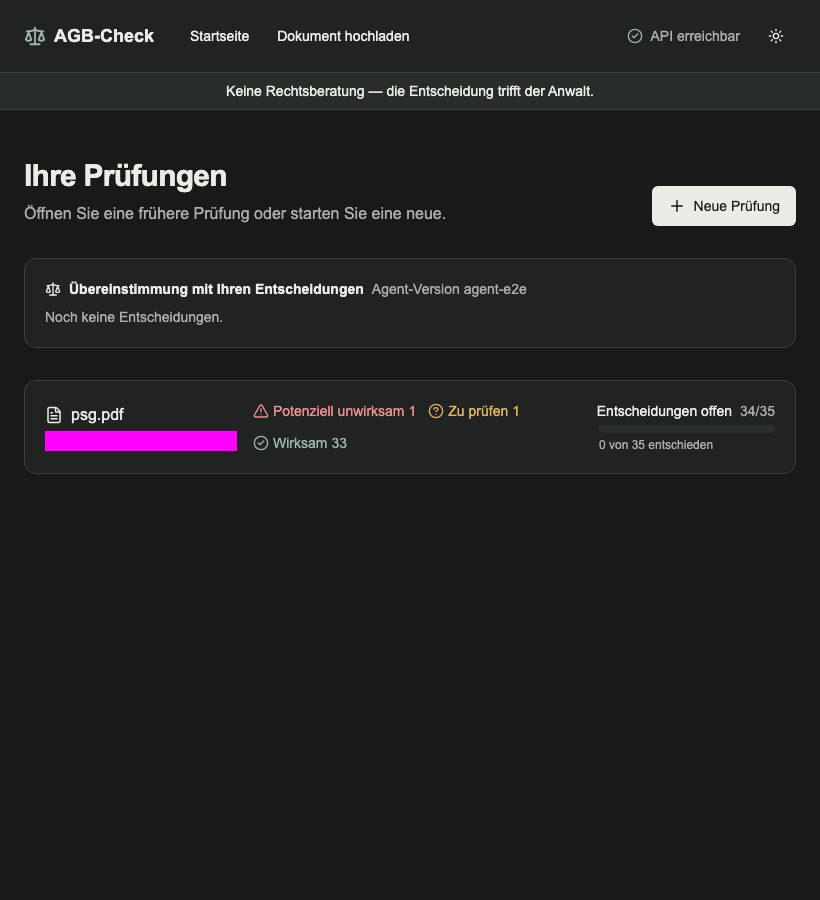 AGB-Check Startseite Dokument hochladen API erreichbar
Keine Rechtsberatung — die Entscheidung trifft der Anwalt.
Ihre Prüfungen
Öffnen Sie eine frühere Prüfung oder starten Sie eine neue.
Neue Prüfung
Übereinstimmung mit Ihren Entscheidungen Agent-Version agent-e2e
Noch keine Entscheidungen.
psg.pdf
Potenziell unwirksam 1 Zu prüfen 1
Wirksam 33
Entscheidungen offen 34/35
0 von 35 entschieden